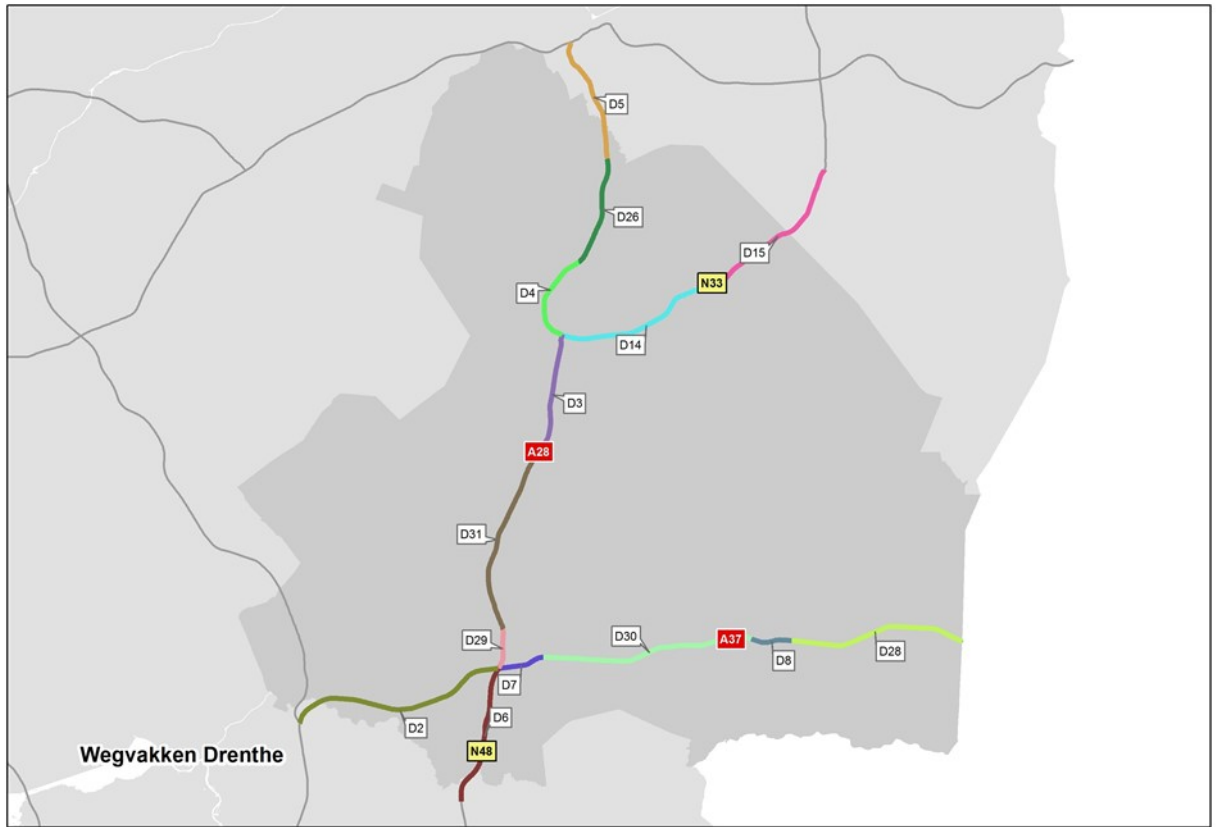 D5
D26
D15
N33
D4
D14
D3
A28
D31
D29
D30
A37
D8
D28
D7
D2
D6
N48
Wegvakken Drenthe